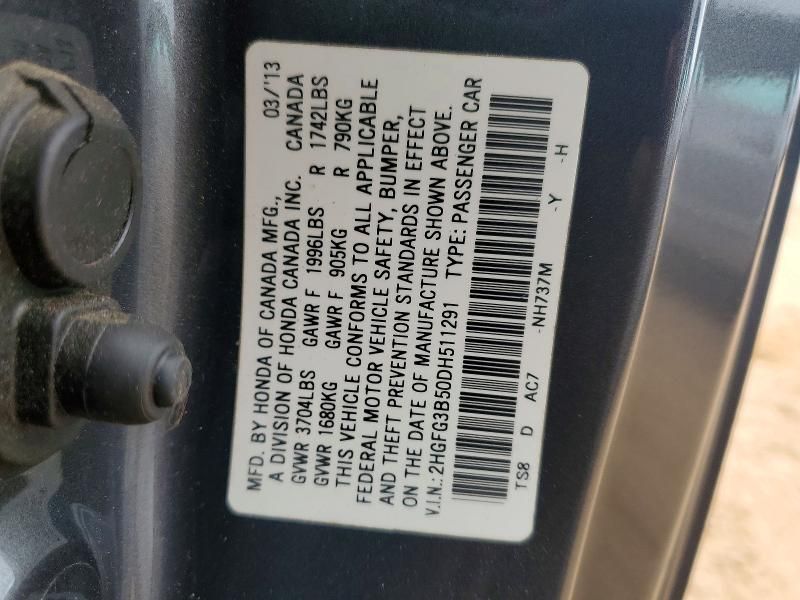 MFD. BY HONDA OF CANADA MFG., 03/'13
A DIVISION OF HONDA CANADA INC. CANADA
GVWR 3704LBS GAWR F 1996LBS R 1742LBS
GVWR 1680KG GAWR F 905KG R 790KG
THIS VEHICLE CONFORMS TO ALL APPLICABLE
FEDERAL MOTOR VEHICLE SAFETY, BUMPER,
AND THEFT PREVENTION STANDARDS IN EFFECT
ON THE DATE OF MANUFACTURE SHOWN ABOVE.
V.I.N.: 2HGFG3B50DH511291 TYPE: PASSENGER CAR
TS8 D AC7 -NH737M -Y -H